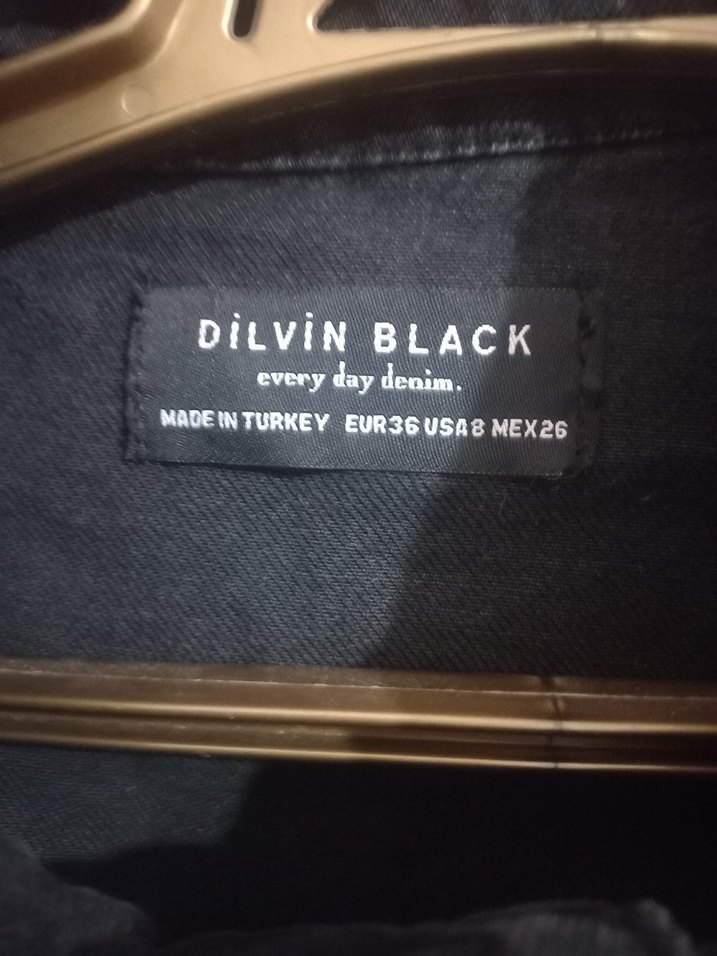 DİLVİN BLACK
every day denim.
MADE IN TURKEY EUR36 USA8 MEX26